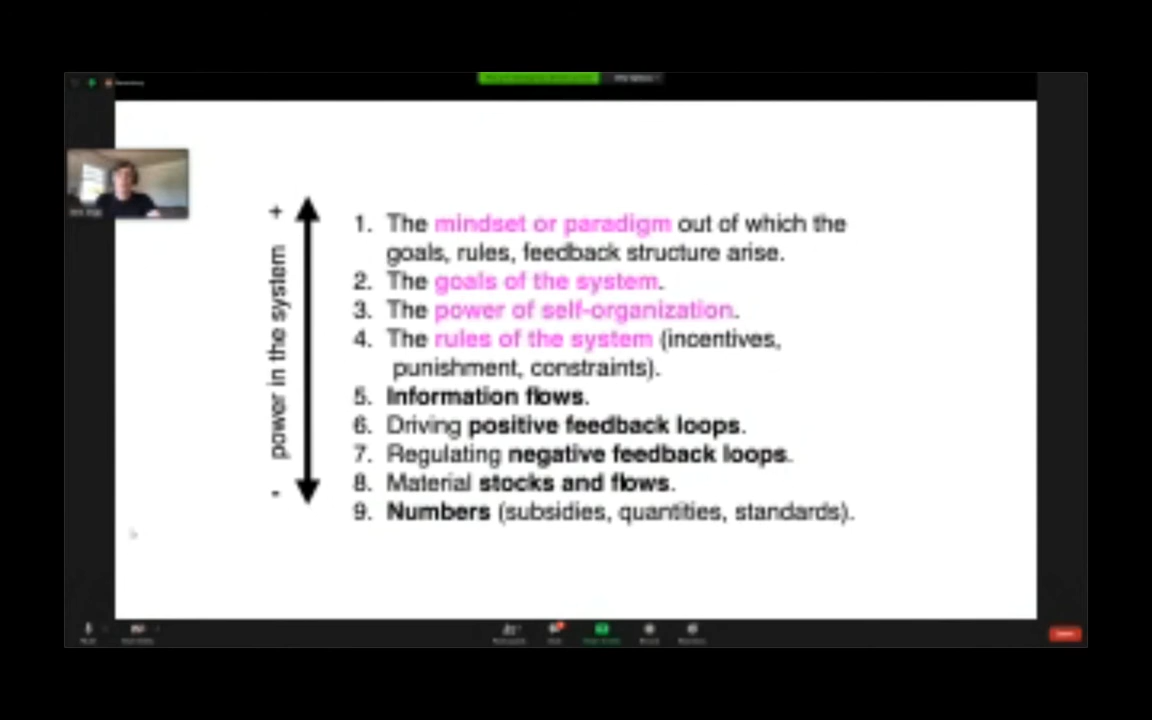 +
power in the system
-
1. The mindset or paradigm out of which the
goals, rules, feedback structure arise.
2. The goals of the system.
3. The power of self-organization.
4. The rules of the system (incentives,
punishment, constraints).
5. Information flows.
6. Driving positive feedback loops.
7. Regulating negative feedback loops.
8. Material stocks and flows.
9. Numbers (subsidies, quantities, standards).